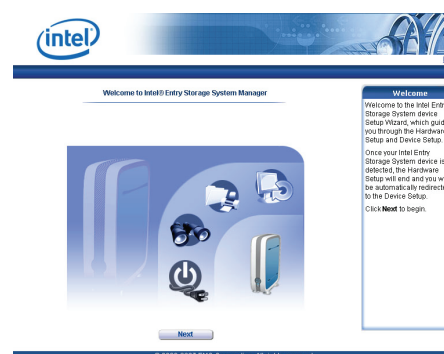 intel
Welcome to Intel® Entry Storage System Manager
Welcome
Welcome to the Intel Entr
Storage System device
Setup Wizard, which guid
you through the Hardware
Setup and Device Setup.
Once your Intel Entry
Storage System device is
detected, the Hardware
Setup will end and you w
be automatically redirecte
to the Device Setup.
Click Next to begin.
Next